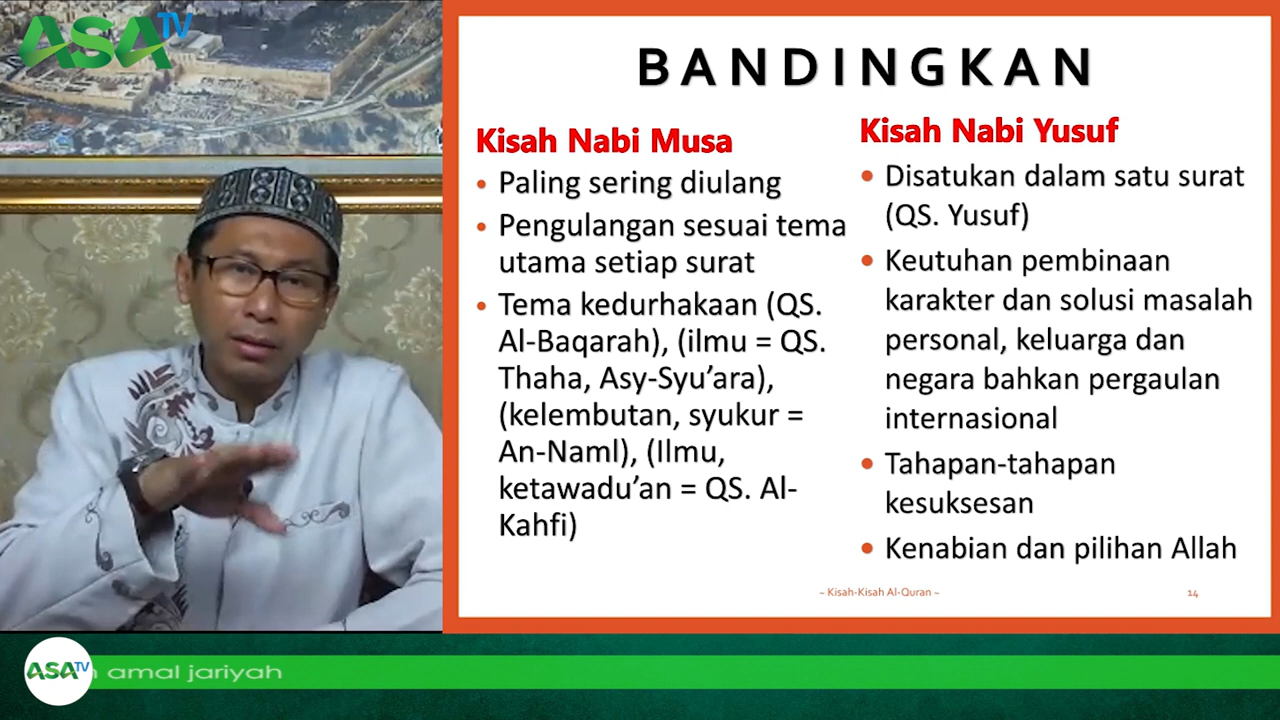 ASA TV
BANDINGKAN
Kisah Nabi Musa
• Paling sering diulang
• Pengulangan sesuai tema
utama setiap surat
• Tema kedurhakaan (QS.
Al-Baqarah), (ilmu = QS.
Thaha, Asy-Syu’ara),
(kelembutan, syukur =
An-Naml), (Ilmu,
ketawadu’an = QS. Al-
Kahfi)
Kisah Nabi Yusuf
• Disatukan dalam satu surat
(QS. Yusuf)
• Keutuhan pembinaan
karakter dan solusi masalah
personal, keluarga dan
negara bahkan pergaulan
internasional
• Tahapan-tahapan
kesuksesan
• Kenabian dan pilihan Allah
~ Kisah-Kisah Al-Quran ~
14
ASA TV
amal jariyah